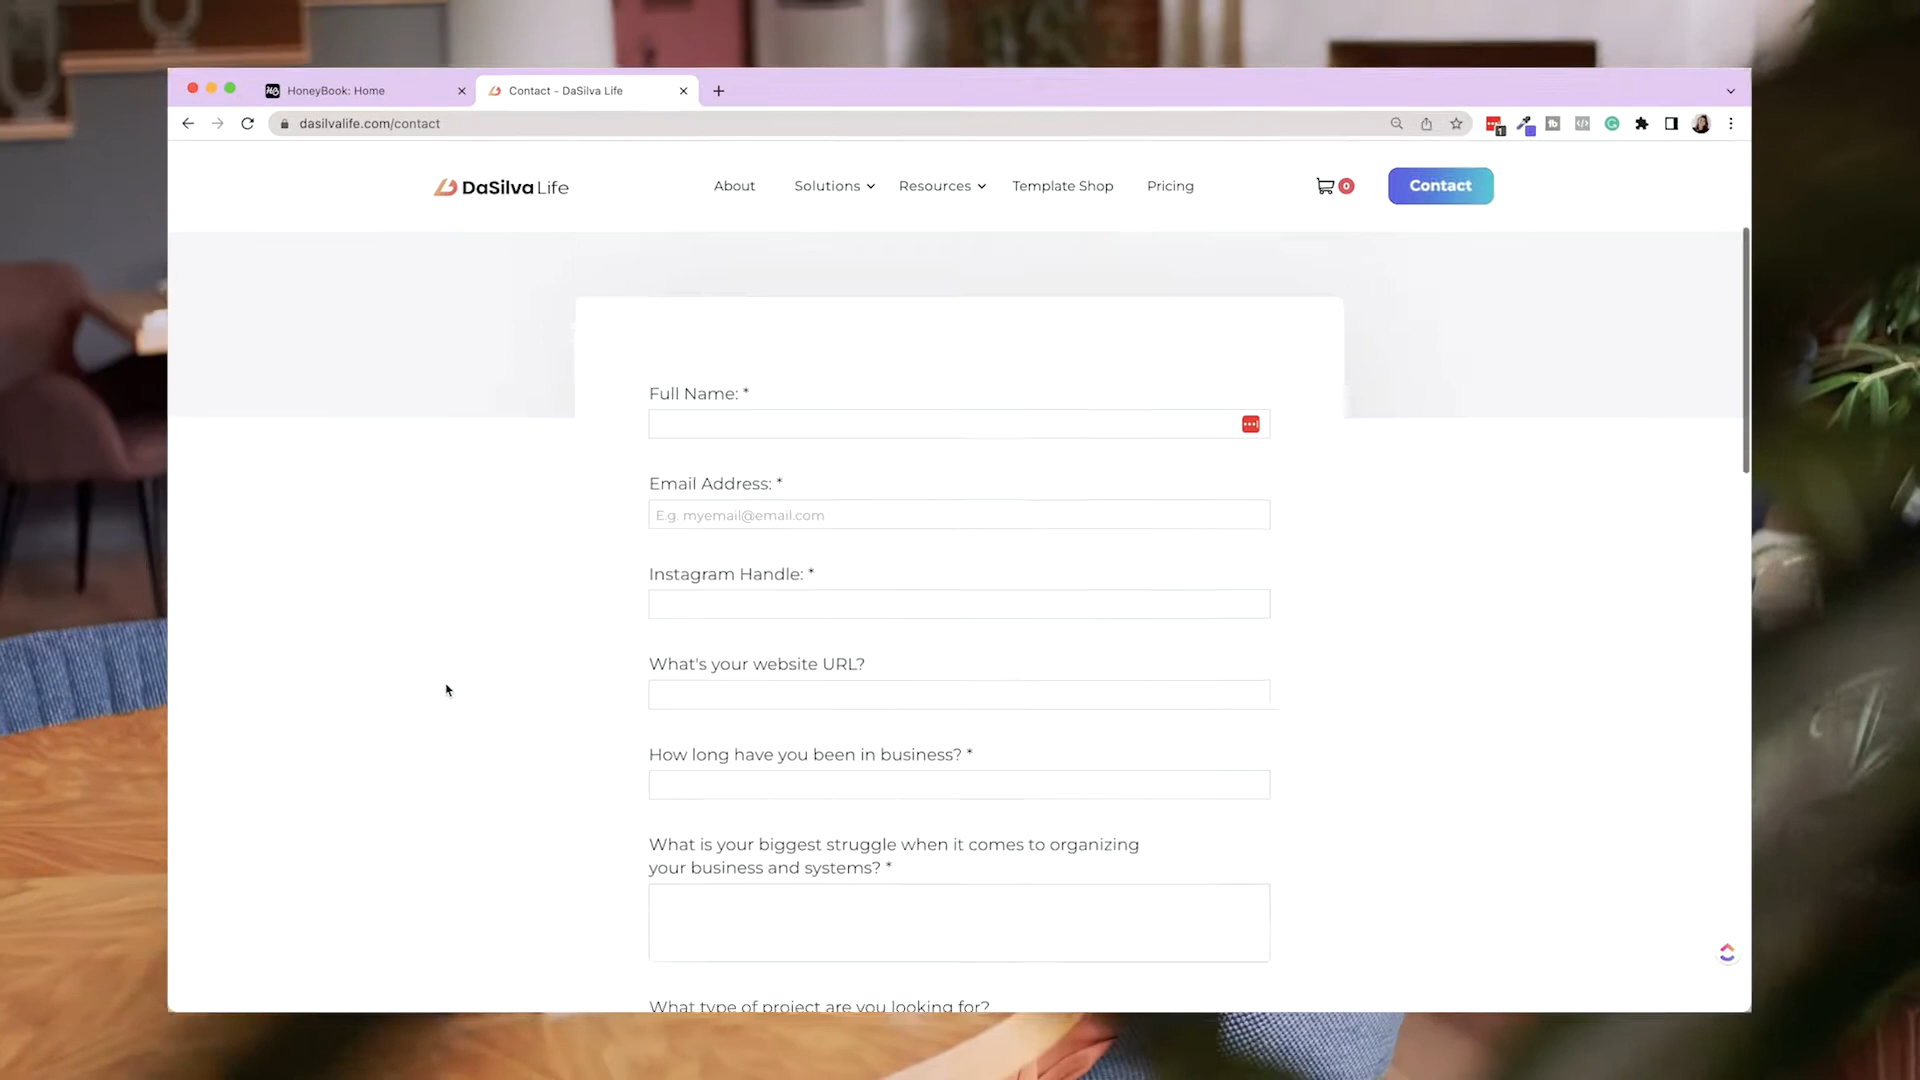 HoneyBook: Home
Contact - DaSilva Life
dasilvalife.com/contact
DaSilva Life
About
Solutions
Resources
Template Shop
Pricing
0
Contact
Full Name: *
Email Address: *
E.g. myemail@email.com
Instagram Handle: *
What's your website URL?
How long have you been in business? *
What is your biggest struggle when it comes to organizing
your business and systems? *
What type of project are you looking for?